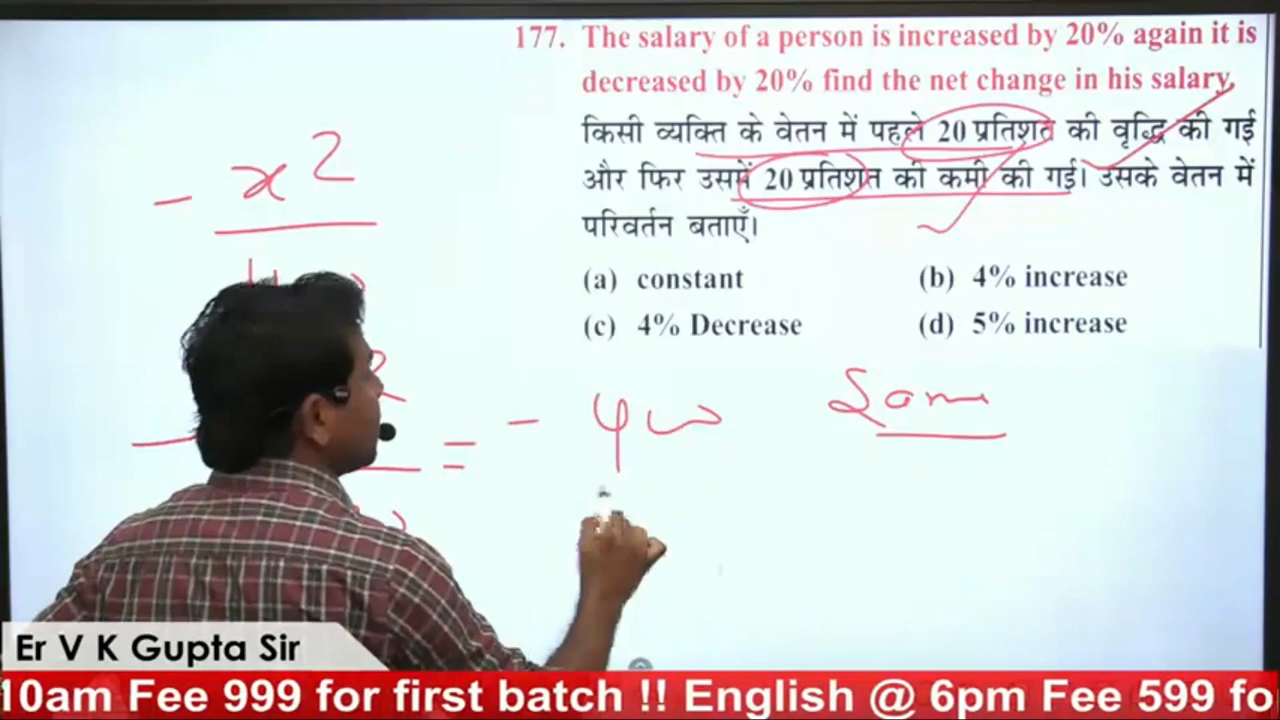 177. The salary of a person is increased by 20% again it is
decreased by 20% find the net change in his salary.
किसी व्यक्ति के वेतन में पहले 20 प्रतिशत की वृद्धि की गई
और फिर उसमें 20 प्रतिशत की कमी की गई। उसके वेतन में
परिवर्तन बताएँ।
(a) constant (b) 4% increase
(c) 4% Decrease (d) 5% increase
- x2
= - 4
Same
Er V K Gupta Sir
10am Fee 999 for first batch !! English @ 6pm Fee 599 fo